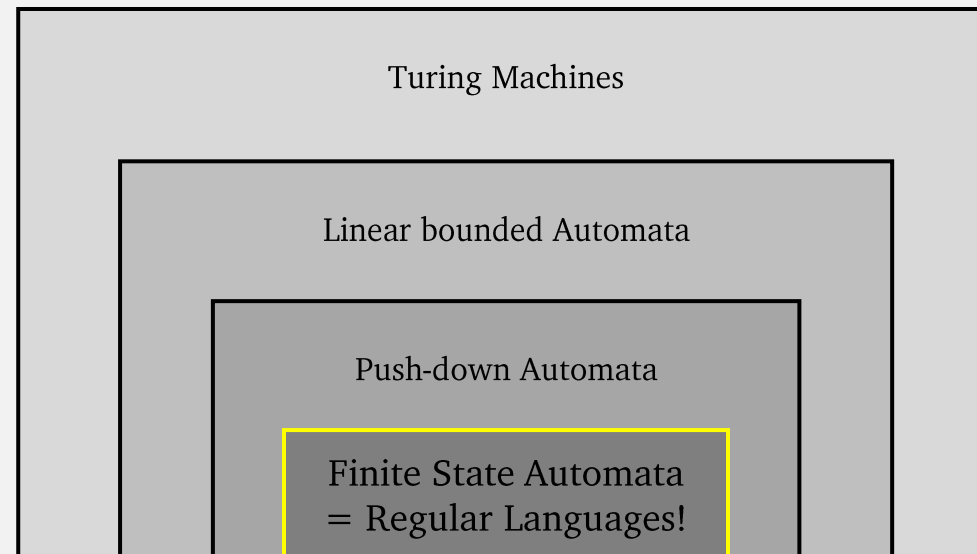 Turing Machines
Linear bounded Automata
Push-down Automata
Finite State Automata
= Regular Languages!